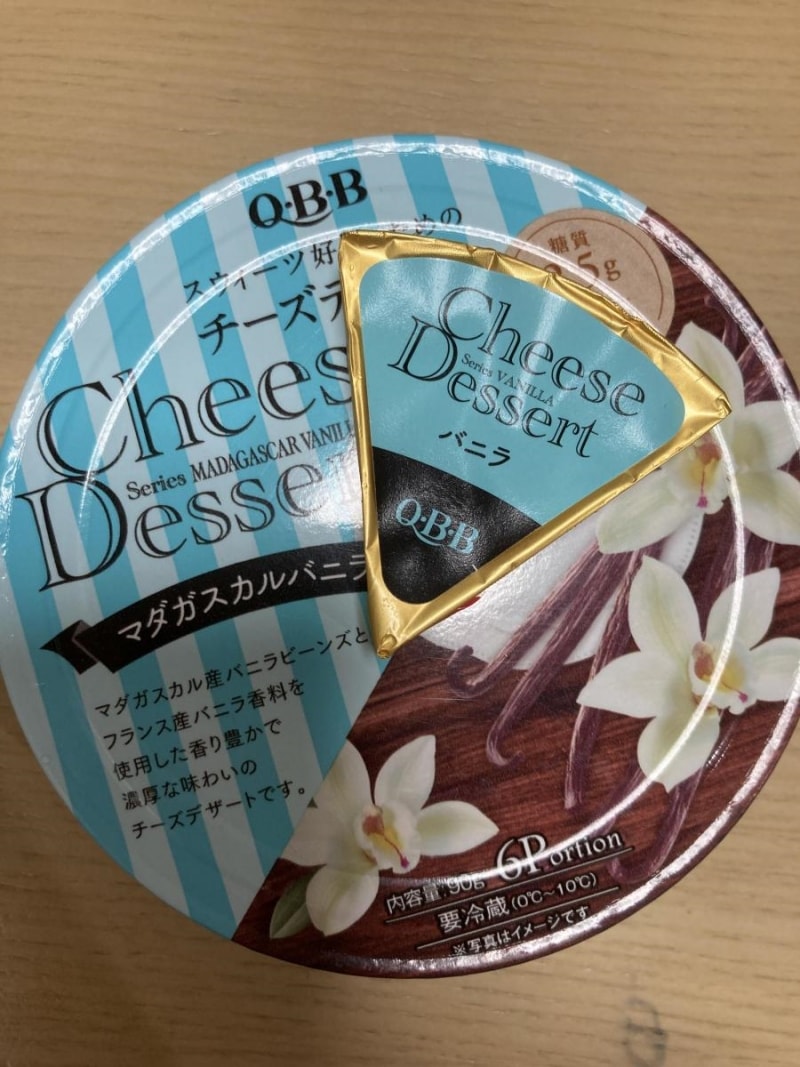 Q・B・B
スウィーツ好 めの
チーズデ
Cheese
Series MADAGASCAR VANILL
Desser
マダガスカルバニラ
マダガスカル産バニラビーンズと
フランス産バニラ香料を
使用した香り豊かで
濃厚な味わいの
チーズデザートです。
糖質
5g
Cheese
Series VANILLA
Dessert
バニラ
Q・B・B
6Portion
内容量:90g
要冷蔵(0℃~10℃)
※写真はイメージです